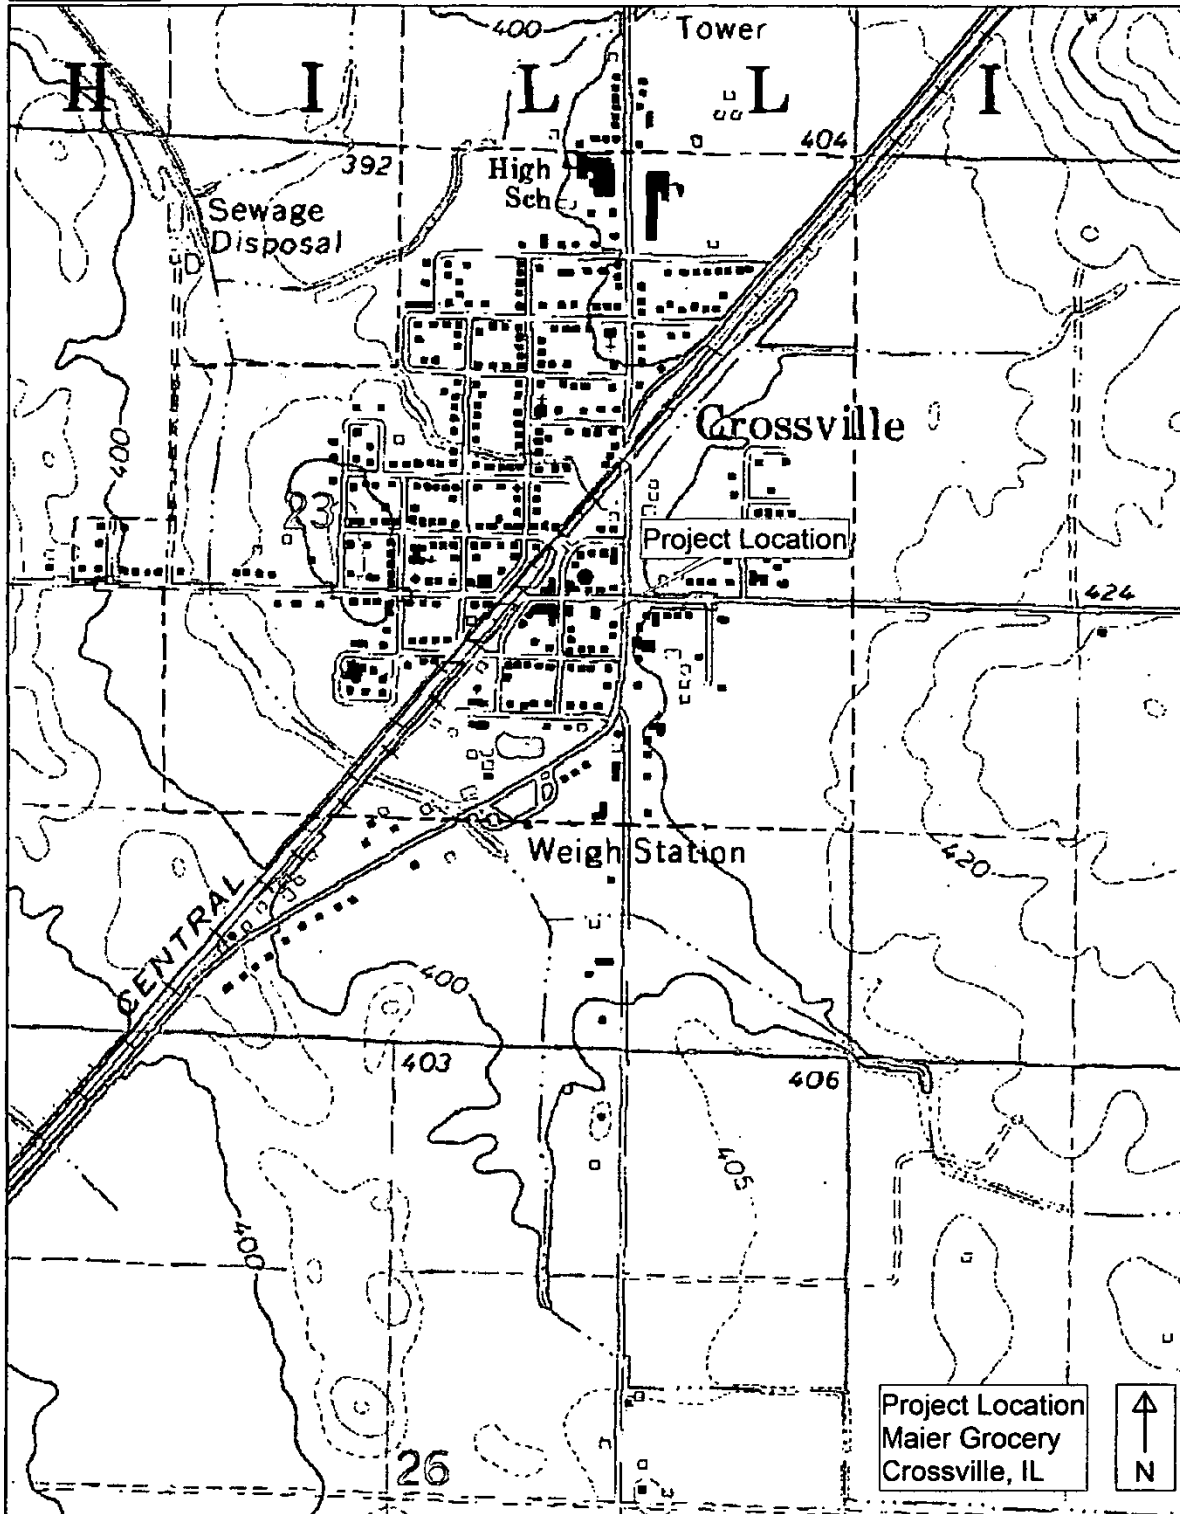 400
Tower
H I L L I
404
392
High
Sch
Sewage
Disposal
Crossville
400
23
Project Location
424
Weigh Station
420
CENTRAL
400
403
406
405
400
Project Location
Maier Grocery
Crossville, IL
N
26